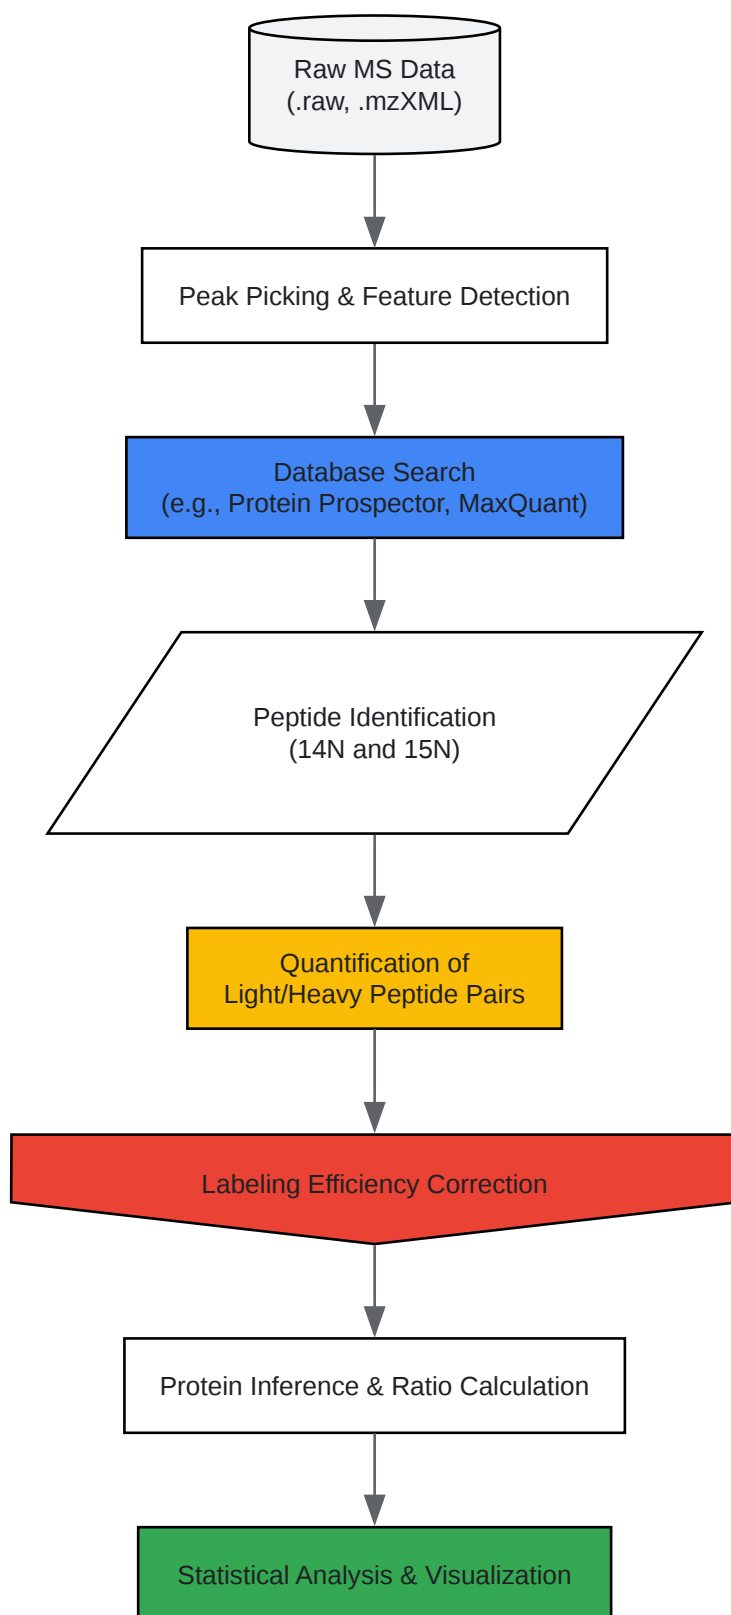 Raw MS Data
(.raw, .mzXML)
Peak Picking & Feature Detection
Database Search
(e.g., Protein Prospector, MaxQuant)
Peptide Identification
(14N and 15N)
Quantification of
Light/Heavy Peptide Pairs
Labeling Efficiency Correction
Protein Inference & Ratio Calculation
Statistical Analysis & Visualization